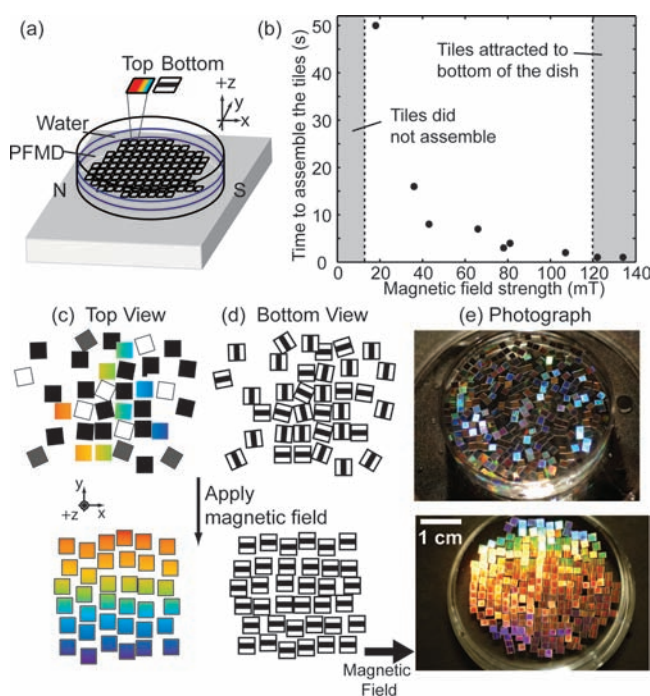 (a)
Top Bottom
+z
y
x
Water
PFMD
N
S
(b)
Time to assemble the tiles (s)
50
40
30
20
10
0
Tiles attracted to
bottom of the dish
Tiles did
not assemble
0 20 40 60 80 100 120 140
Magnetic field strength (mT)
(c) Top View
(d) Bottom View
(e) Photograph
y
+z
x
Apply
magnetic field
1 cm
Magnetic
Field